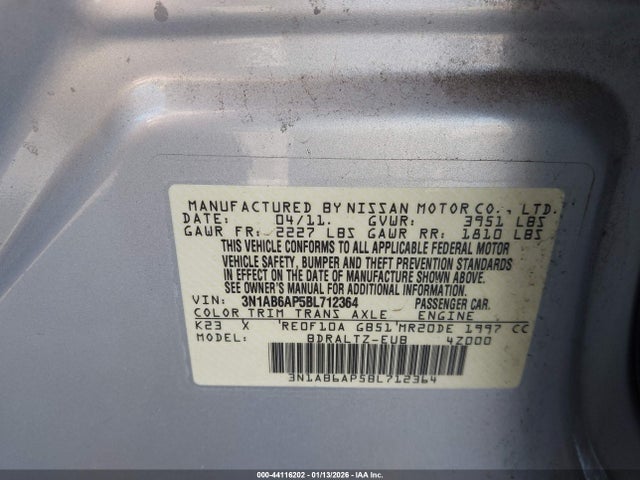 MANUFACTURED BY NISSAN MOTOR CO., LTD.
DATE: 04/11. GVWR: 3951 LBS
GAWR FR: 2227 LBS GAWR RR: 1810 LBS
THIS VEHICLE CONFORMS TO ALL APPLICABLE FEDERAL MOTOR
VEHICLE SAFETY, BUMPER AND THEFT PREVENTION STANDARDS
IN EFFECT ON THE DATE OF MANUFACTURE SHOWN ABOVE.
SEE OWNER'S MANUAL FOR ADDITIONAL INFORMATION.
VIN: 3N1AB6AP5BL712364 PASSENGER CAR.
COLOR TRIM TRANS AXLE ENGINE
K23 X RE0F10A GB51 MR20DE 1997 CC
MODEL: BDRALTZ-EUB 4Z000
3N1AB6AP5BL712364
000-44116202 - 01/13/2026 - IAA, Inc.